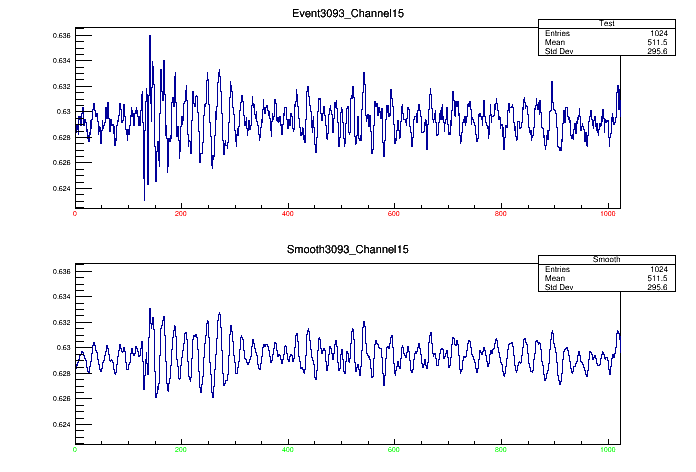 Event3093_Channel15
Test
Entries 1024
Mean 511.5
Std Dev 295.6
0.636
0.634
0.632
0.63
0.628
0.626
0.624
0 200 400 600 800 1000
Smooth3093_Channel15
Smooth
Entries 1024
Mean 511.5
Std Dev 295.6
0.636
0.634
0.632
0.63
0.628
0.626
0.624
0 200 400 600 800 1000